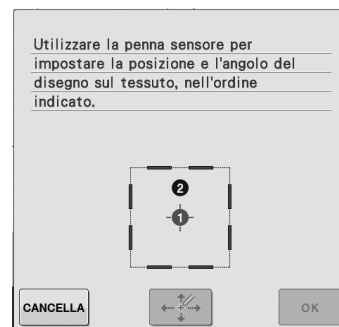 Utilizzare la penna sensore per
impostare la posizione e l'angolo del
disegno sul tessuto, nell'ordine
indicato.
2
1
CANCELLA
OK